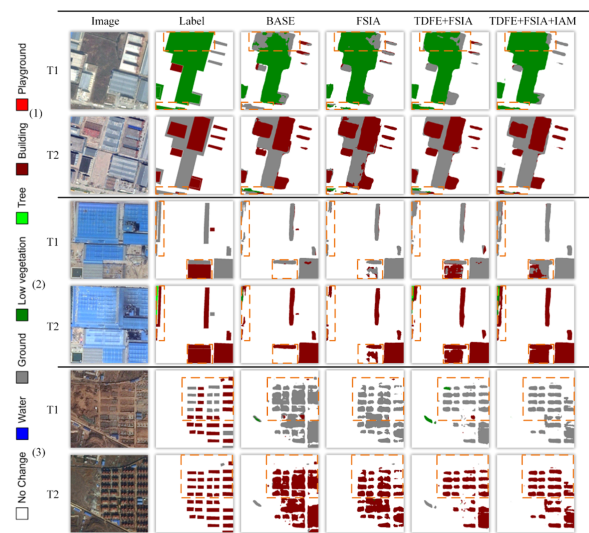 Image Label BASE FSIA TDFE+FSIA TDFE+FSIA+IAM
T1
(1)
T2
T1
(2)
T2
T1
(3)
T2
Playground
Building
Tree
Low vegetation
Ground
Water
No Change